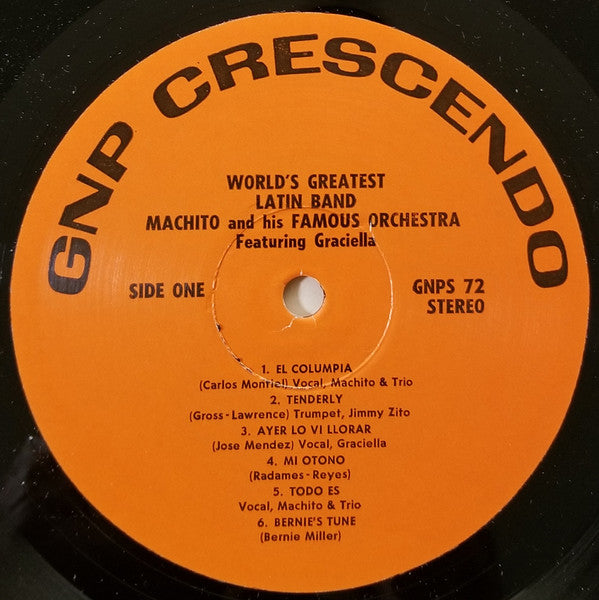 GNP CRESCENDO
WORLD'S GREATEST
LATIN BAND
MACHITO and his FAMOUS ORCHESTRA
Featuring Graciella
SIDE ONE
GNPS 72
STEREO
1. EL COLUMPIA
(Carlos Montriel) Vocal, Machito & Trio
2. TENDERLY
(Gross-Lawrence) Trumpet, Jimmy Zito
3. AYER LO VI LLORAR
(Jose Mendez) Vocal, Graciella
4. MI OTONO
(Radames-Reyes)
5. TODO ES
Vocal, Machito & Trio
6. BERNIE'S TUNE
(Bernie Miller)